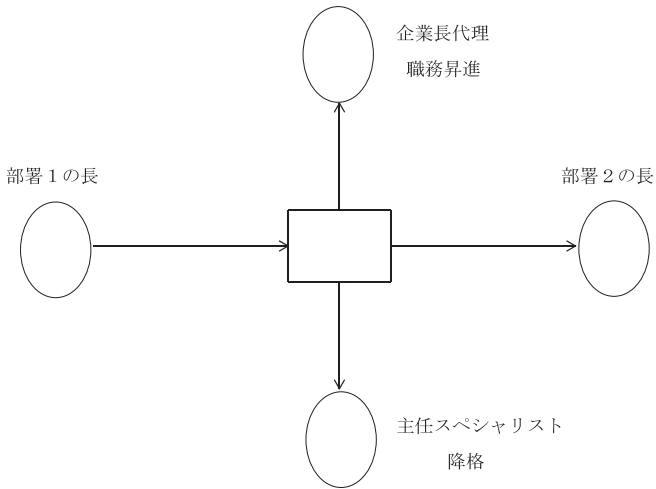 企業長代理
職務昇進
部署１の長
部署２の長
主任スペシャリスト
降格